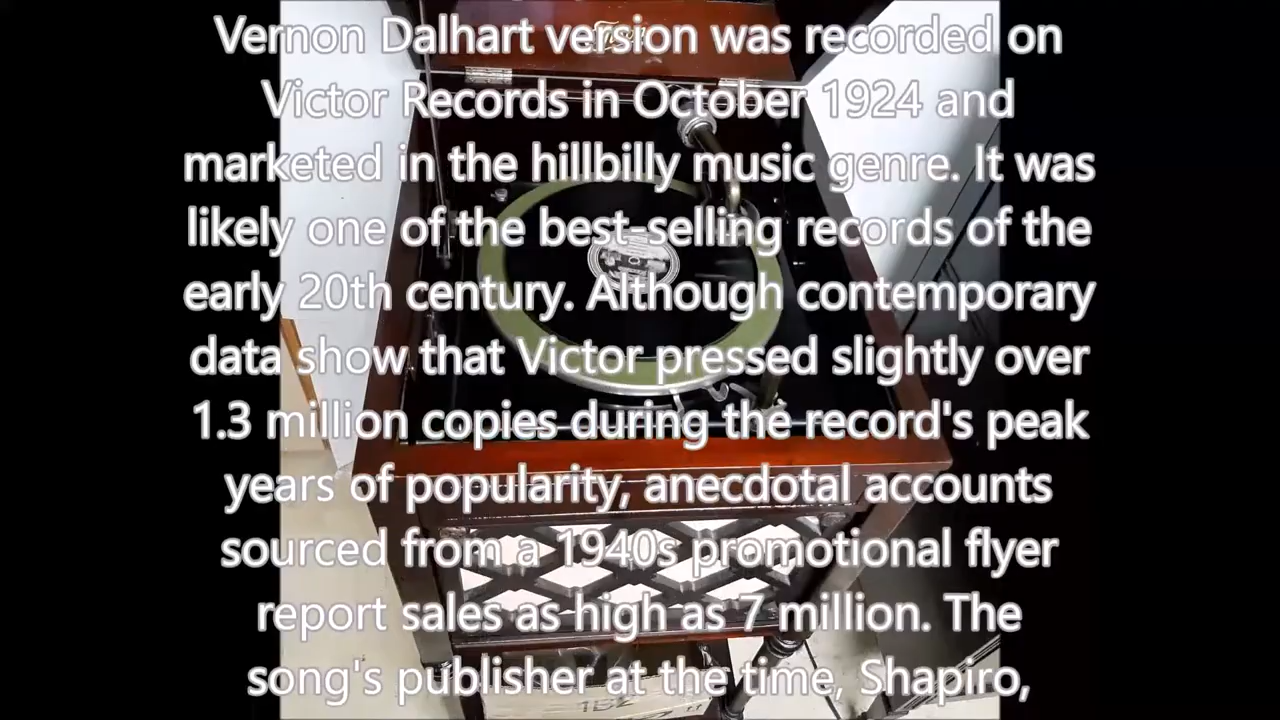 Vernon Dalhart version was recorded on
Victor Records in October 1924 and
marketed in the hillbilly music genre. It was
likely one of the best-selling records of the
early 20th century. Although contemporary
data show that Victor pressed slightly over
1.3 million copies during the record's peak
years of popularity, anecdotal accounts
sourced from a 1940s promotional flyer
report sales as high as 7 million. The
song's publisher at the time, Shapiro,